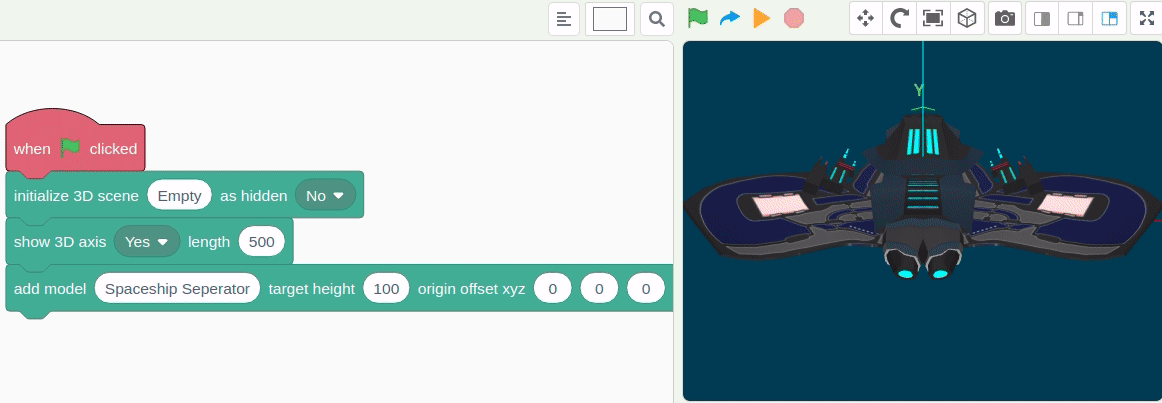 when clicked
initialize 3D scene Empty as hidden No
show 3D axis Yes length 500
add model Spaceship Seperator target height 100 origin offset xyz 0 0 0
Y